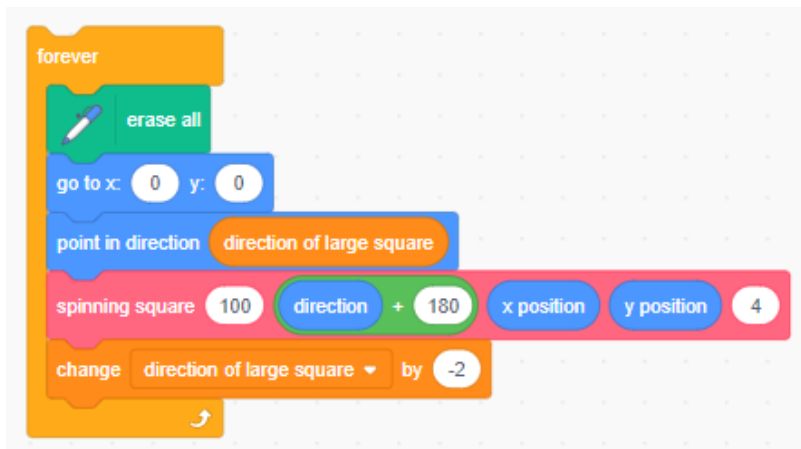 forever
erase all
go to x: 0 y: 0
point in direction direction of large square
spinning square 100 direction + 180 x position y position 4
change direction of large square by -2